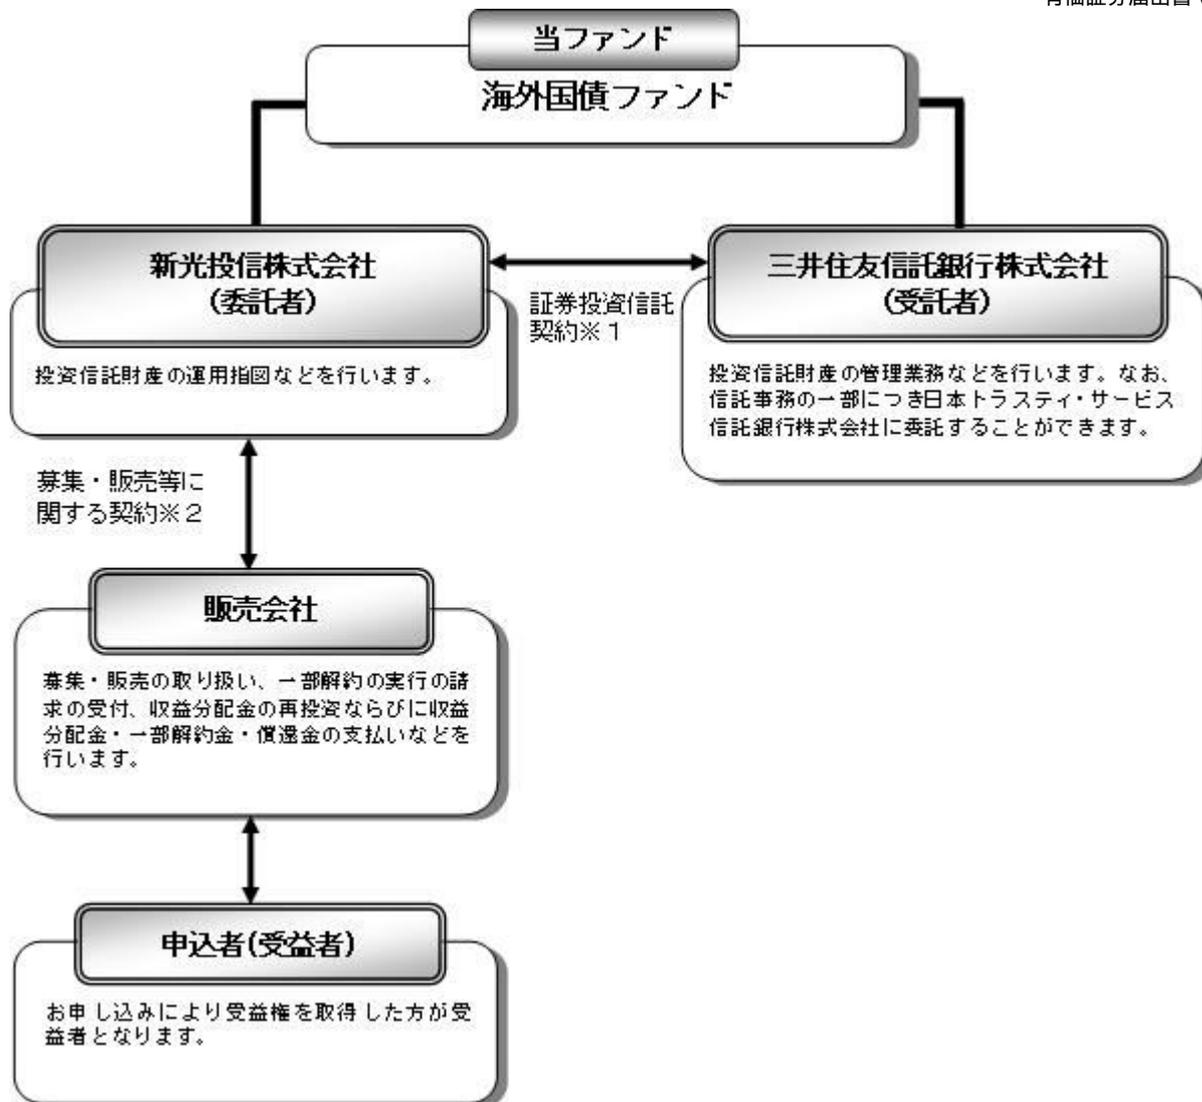 当ファンド
海外国債ファンド
新光投信株式会社
(委託者)
投資信託財産の運用指図などを行います。
証券投資信託
契約※1
三井住友信託銀行株式会社
(受託者)
投資信託財産の管理業務などを行います。なお、
信託事務の一部につき日本トラスティ・サービス
信託銀行株式会社に委託することができます。
募集・販売等に
関する契約※2
販売会社
募集・販売の取り扱い、一部解約の実行の請
求の受付、収益分配金の再投資ならびに収益
分配金・一部解約金・償還金の支払いなどを
行います。
申込者(受益者)
お申し込みにより受益権を取得した方が受
益者となります。